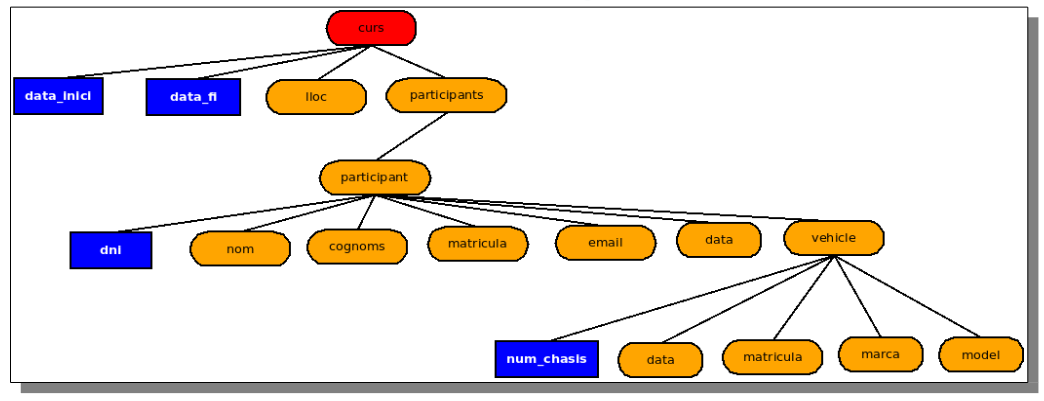 curs
data_inici
data_fi
lloc
participants
participant
dni
nom
cognoms
matricula
email
data
vehicle
num_chasis
data
matricula
marca
model